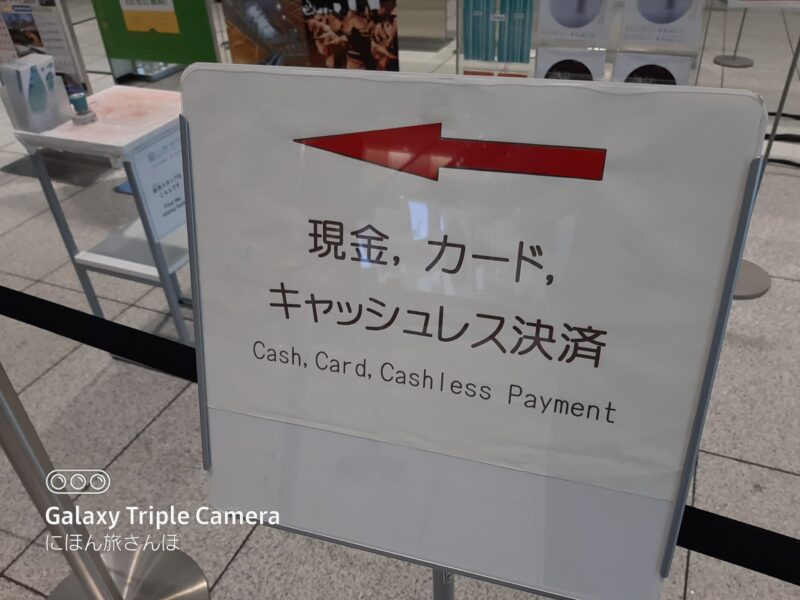 現金, カード,
キャッシュレス決済
Cash, Card, Cashless Payment
Galaxy Triple Camera
にほん旅さんぽ